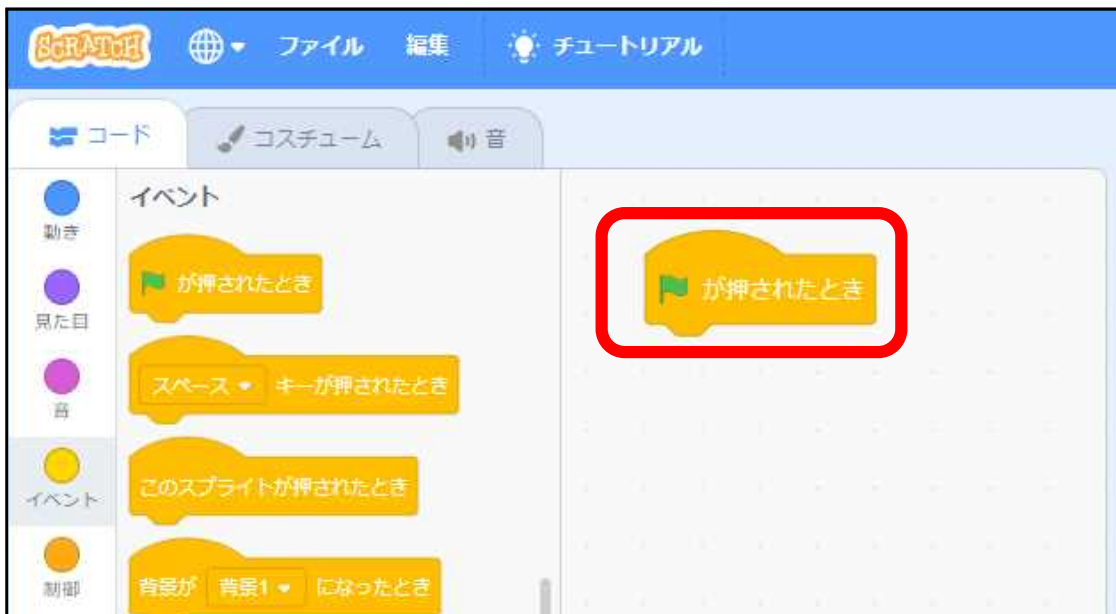 SCRATCH ファイル 編集 チュートリアル
コード コスチューム 音
動き
見た目
音
イベント
制御
イベント
が押されたとき
スペース キーが押されたとき
このスプライトが押されたとき
背景が 背景1 になったとき
が押されたとき